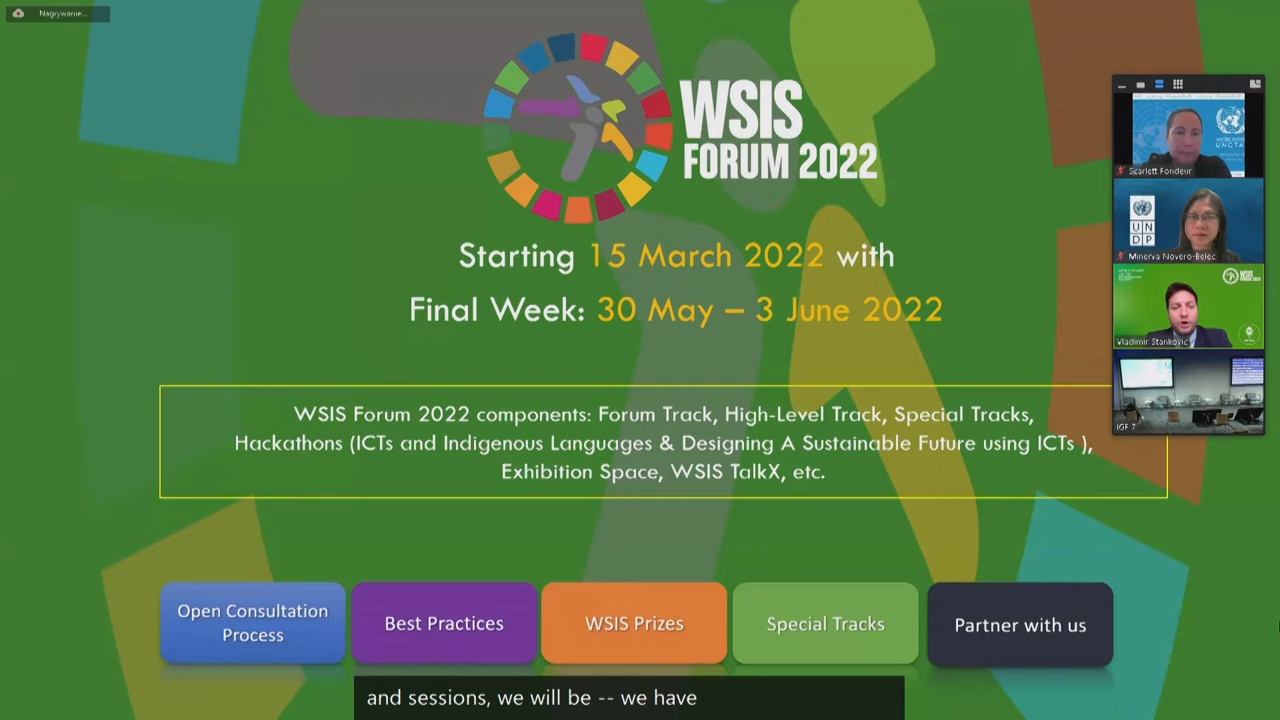 Nagrywanie...
WSIS
FORUM 2022
Starting 15 March 2022 with
Final Week: 30 May – 3 June 2022
WSIS Forum 2022 components: Forum Track, High-Level Track, Special Tracks,
Hackathons (ICTs and Indigenous Languages & Designing A Sustainable Future using ICTs ),
Exhibition Space, WSIS TalkX, etc.
Open Consultation
Process
Best Practices
WSIS Prizes
Special Tracks
Partner with us
and sessions, we will be -- we have
UNCTA
Scarlett Fondeur
UN
DP
Minerva Novero-Belec
Vladimir Stankovic
IGF 7